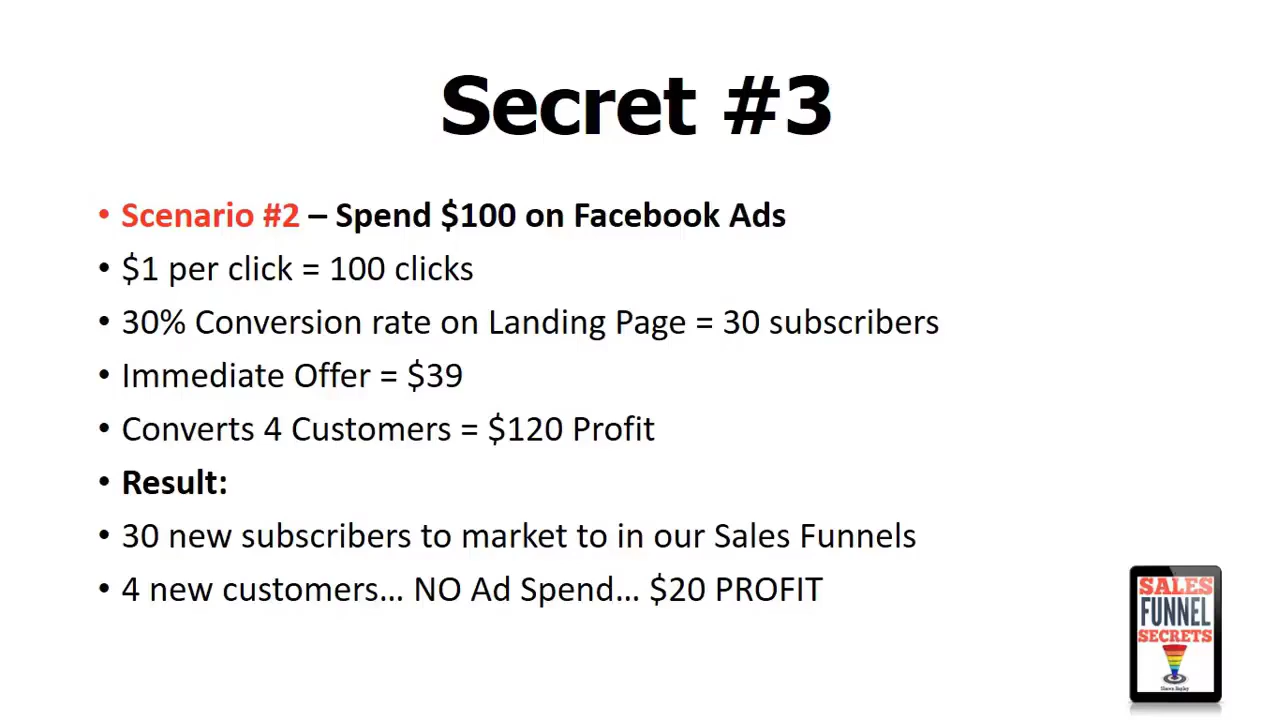 Secret #3
• Scenario #2 – Spend $100 on Facebook Ads
• $1 per click = 100 clicks
• 30% Conversion rate on Landing Page = 30 subscribers
• Immediate Offer = $39
• Converts 4 Customers = $120 Profit
• Result:
• 30 new subscribers to market to in our Sales Funnels
• 4 new customers... NO Ad Spend... $20 PROFIT
SALES
FUNNEL
SECRETS